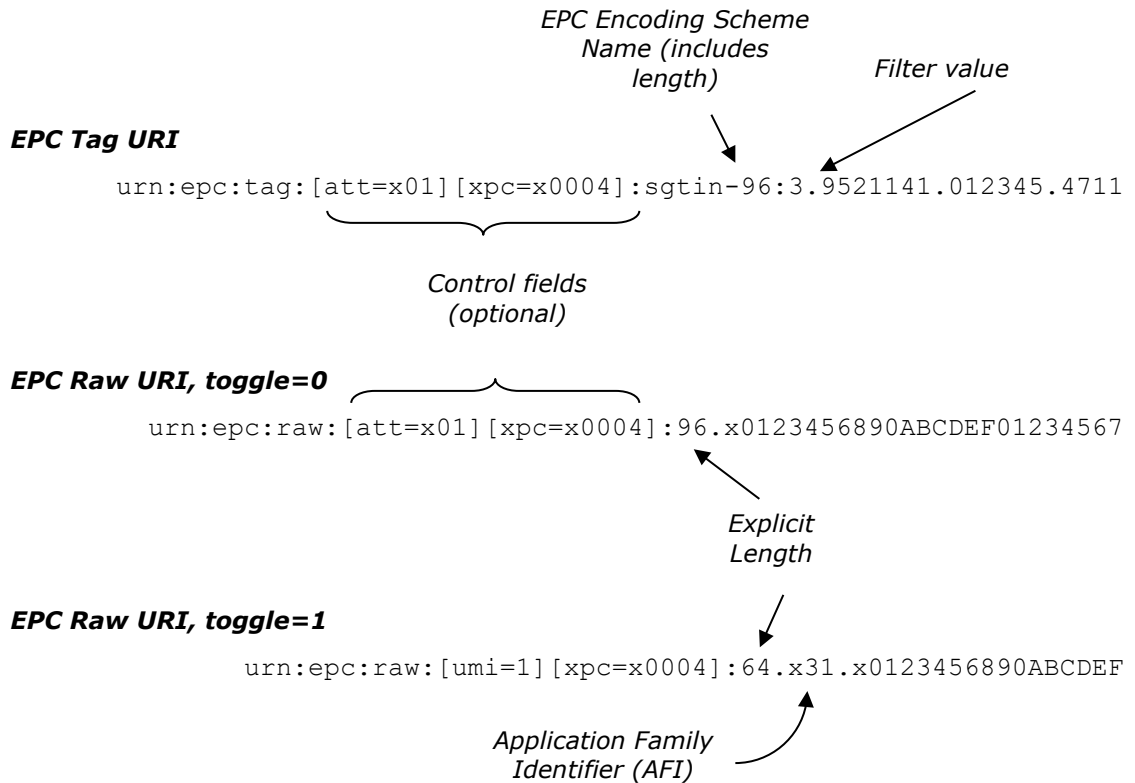 EPC Encoding Scheme
Name (includes
length)
Filter value
EPC Tag URI
urn:epc:tag:[att=x01][xpc=x0004]:sgtin-96:3.9521141.012345.4711
Control fields
(optional)
EPC Raw URI, toggle=0
urn:epc:raw:[att=x01][xpc=x0004]:96.x0123456890ABCDEF01234567
Explicit
Length
EPC Raw URI, toggle=1
urn:epc:raw:[umi=1][xpc=x0004]:64.x31.x0123456890ABCDEF
Application Family
Identifier (AFI)